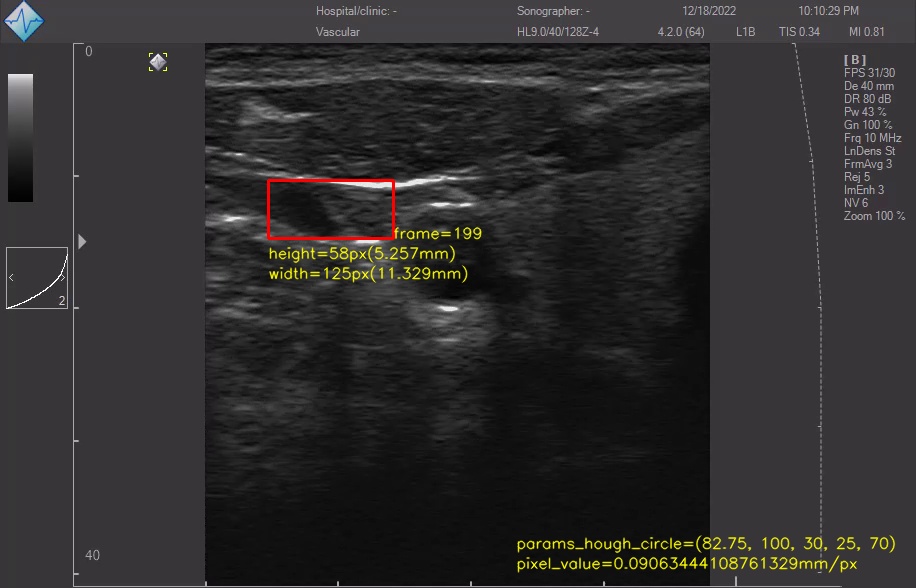 Hospital/clinic: - Sonographer: - 12/18/2022 10:10:29 PM
Vascular HL9.0/40/128Z-4 4.2.0 (64) L1B TIS 0.34 MI 0.81
0
[ B ]
FPS 31/30
De 40 mm
DR 80 dB
Pw 43 %
Gn 100 %
Frq 10 MHz
LnDens St
FrmAvg 3
Rej 5
ImEnh 3
NV 6
Zoom 100 %
frame=199
height=58px(5.257mm)
width=125px(11.329mm)
2
params_hough_circle=(82.75, 100, 30, 25, 70)
40
pixel_value=0.09063444108761329mm/px